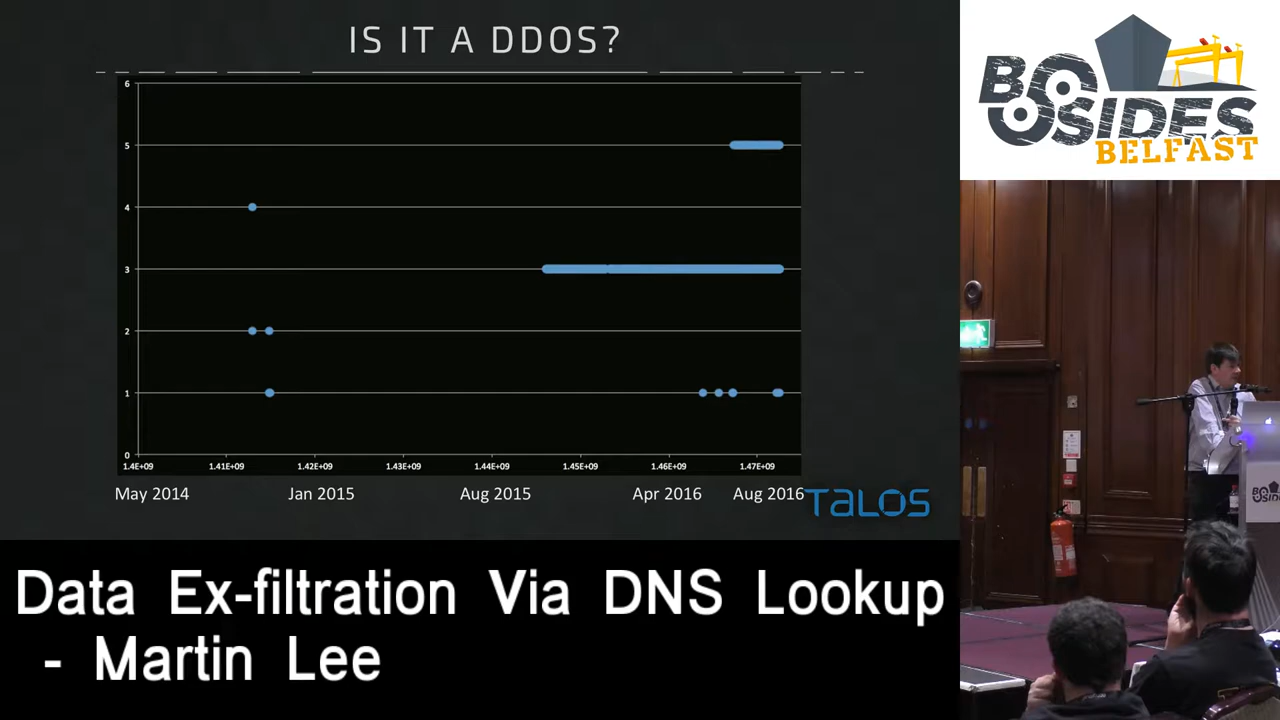 IS IT A DDOS?
6
5
4
3
2
1
0
1.4E+09 1.41E+09 1.42E+09 1.43E+09 1.44E+09 1.45E+09 1.46E+09 1.47E+09
May 2014 Jan 2015 Aug 2015 Apr 2016 Aug 2016
TALOS
BSIDES
BELFAST
Data Ex-filtration Via DNS Lookup
- Martin Lee